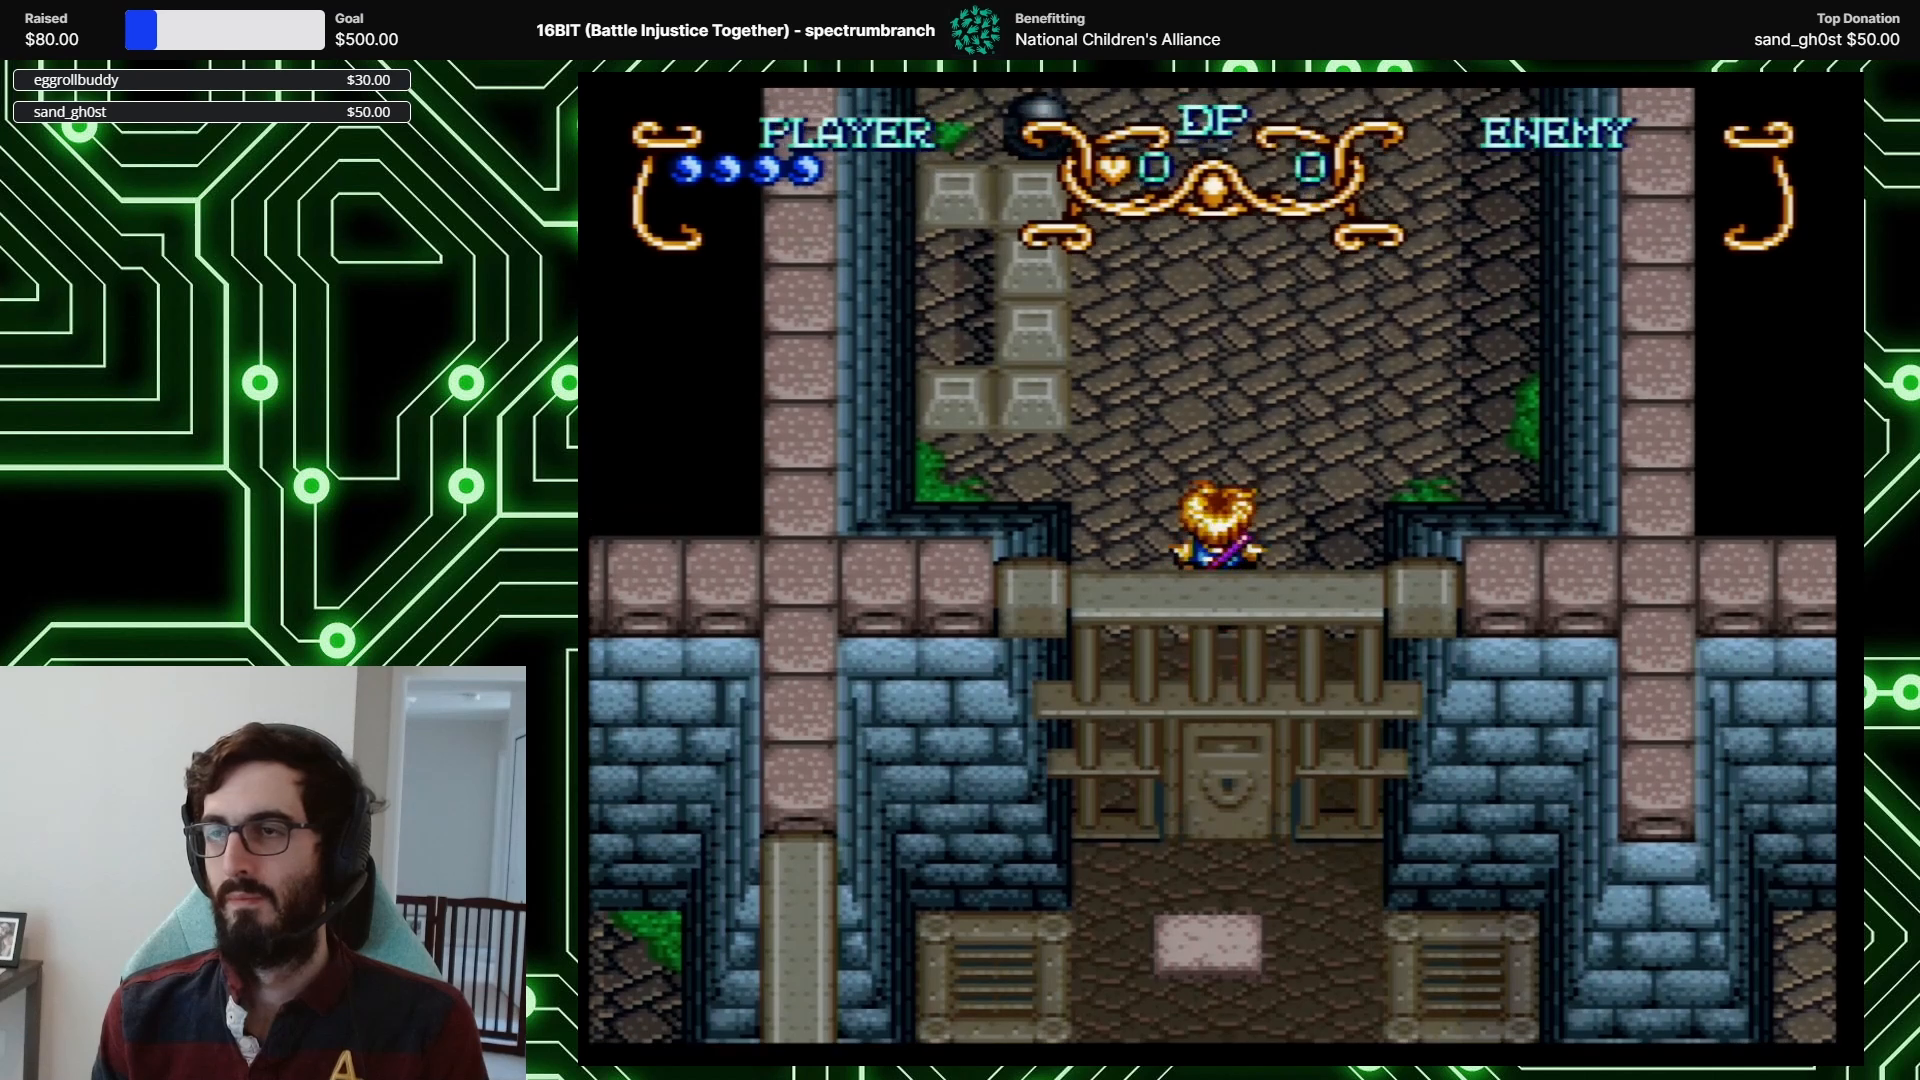 Raised
$80.00
Goal
$500.00
16BIT (Battle Injustice Together) - spectrumbranch
Benefitting
National Children's Alliance
Top Donation
sand_gh0st $50.00
eggrollbuddy $30.00
sand_gh0st $50.00
PLAYER
DP
ENEMY
0
0
A